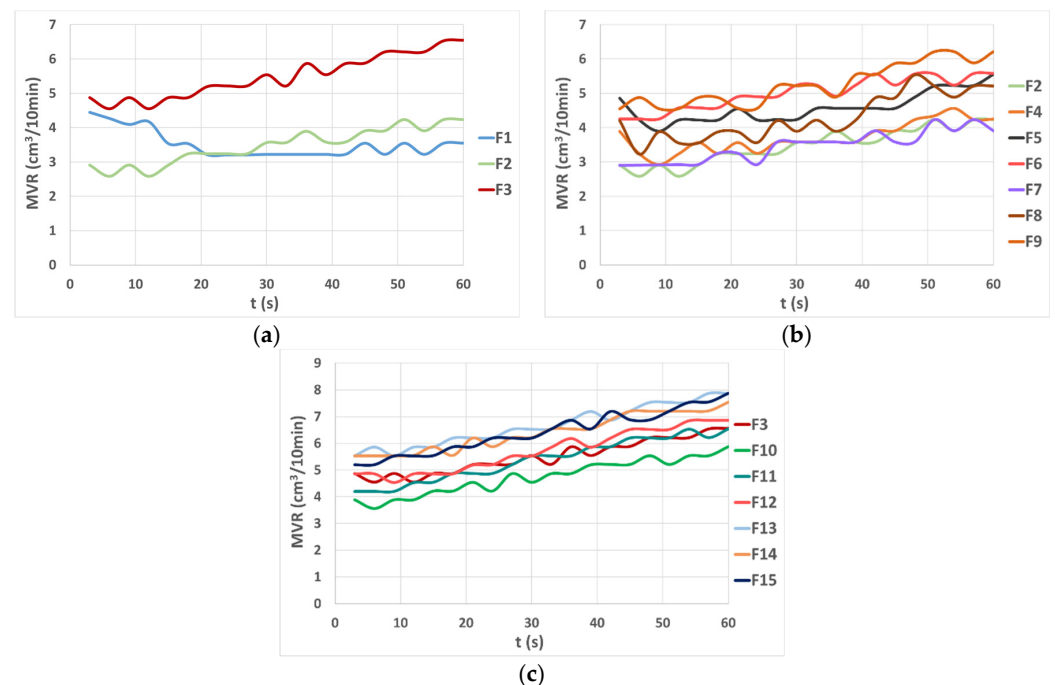 MVR (cm³/10min)
7
6
5
4
3
2
1
0
0 10 20 30 40 50 60
t (s)
F1
F2
F3
(a)
MVR (cm³/10min)
7
6
5
4
3
2
1
0
0 10 20 30 40 50 60
t (s)
F2
F4
F5
F6
F7
F8
F9
(b)
MVR (cm³/10min)
9
8
7
6
5
4
3
2
1
0
0 10 20 30 40 50 60
t (s)
F3
F10
F11
F12
F13
F14
F15
(c)